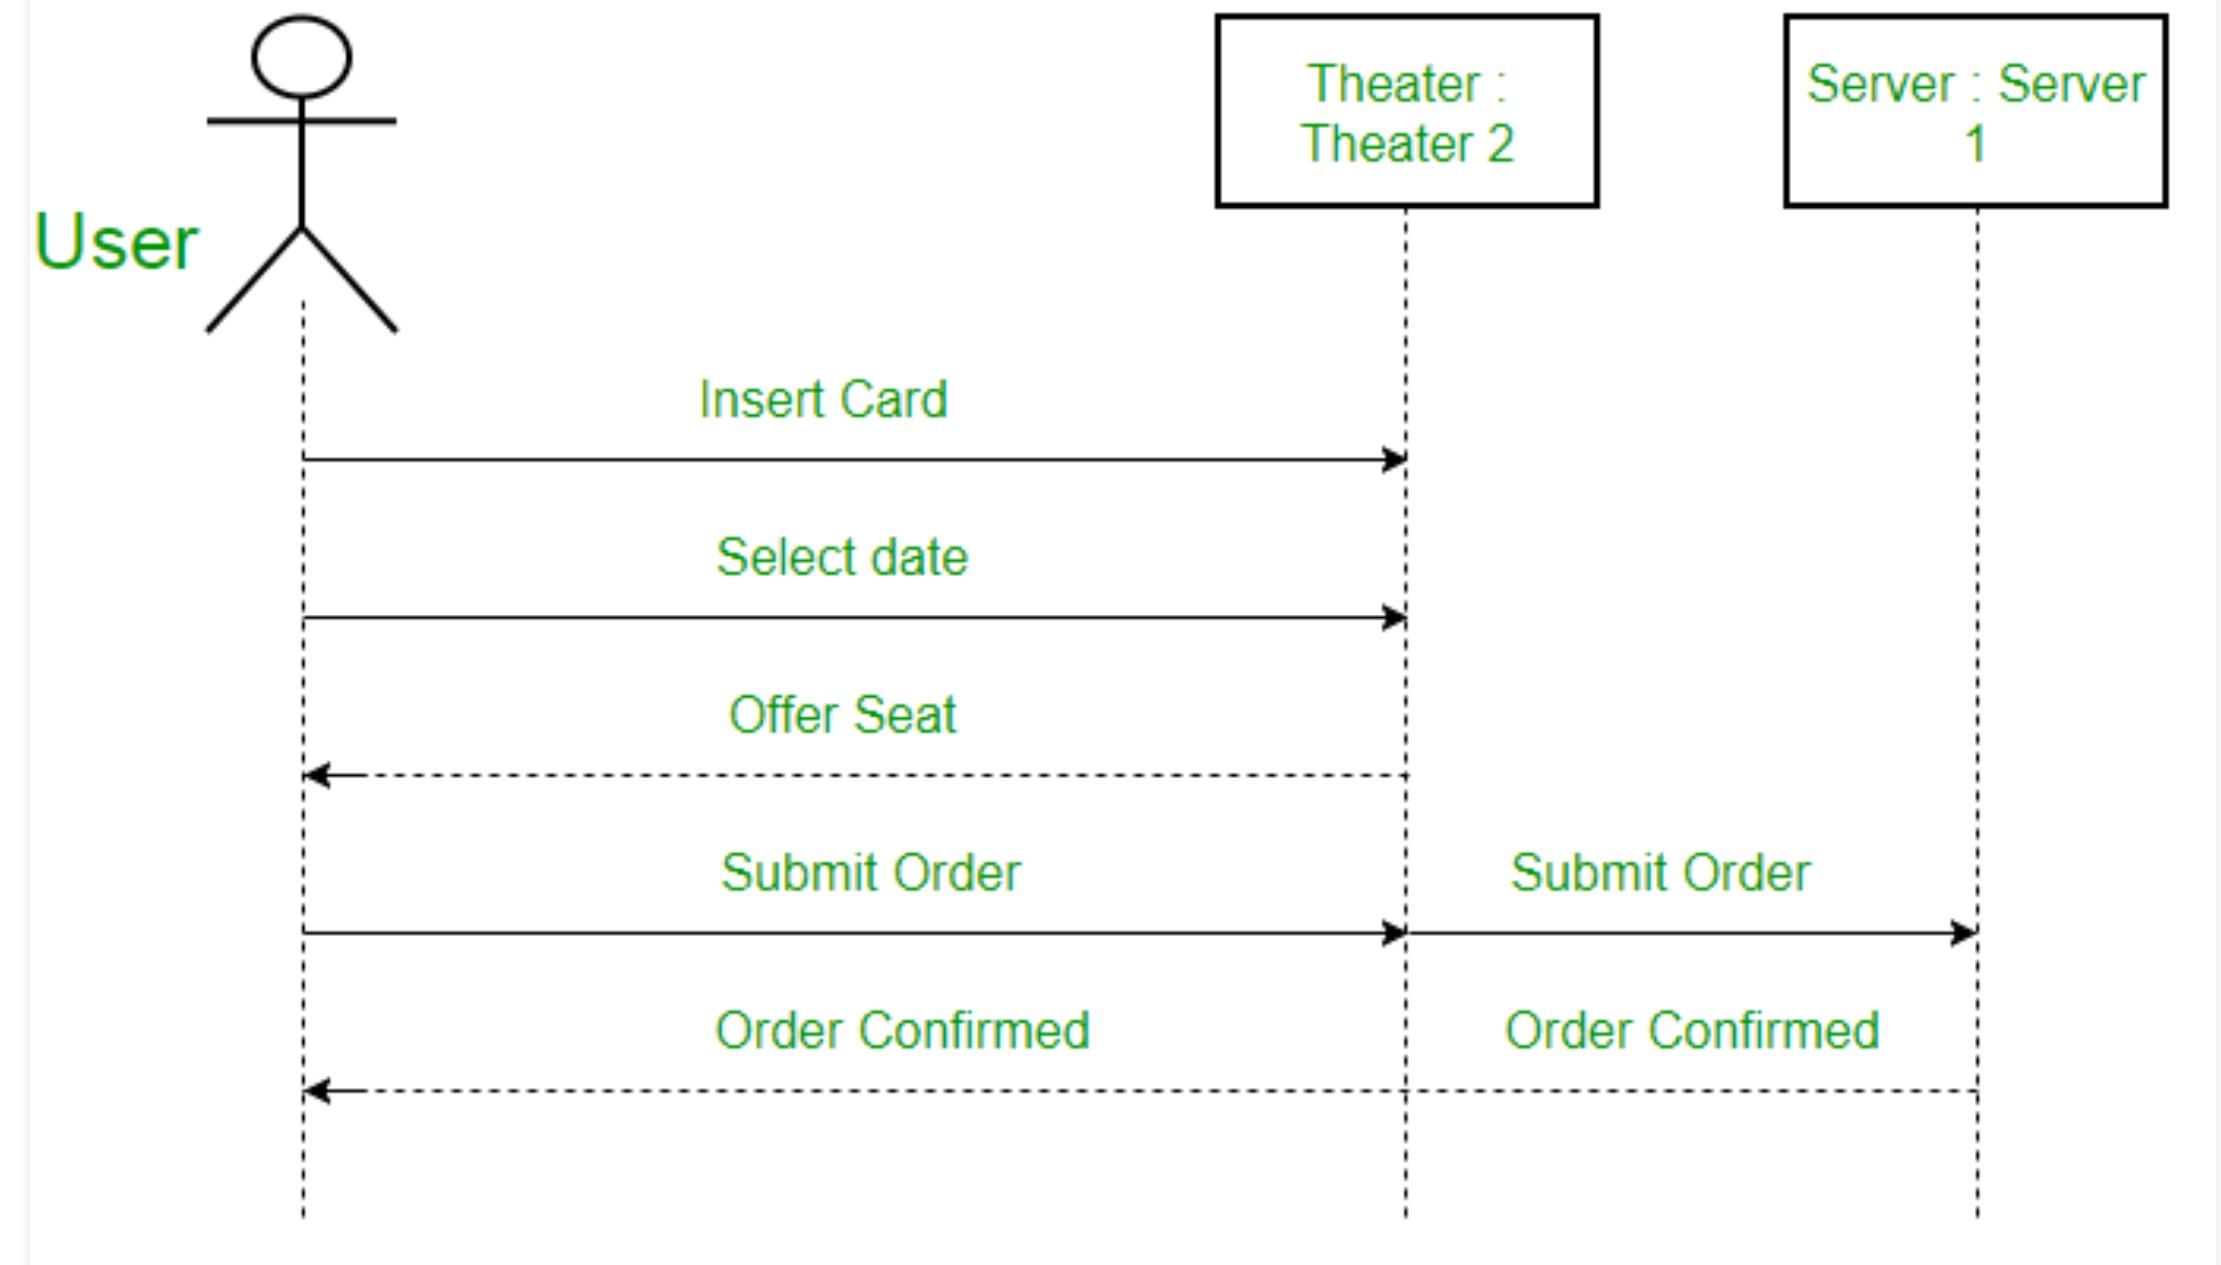 Theater :
Theater 2
Server : Server
1
User
Insert Card
Select date
Offer Seat
Submit Order
Submit Order
Order Confirmed
Order Confirmed